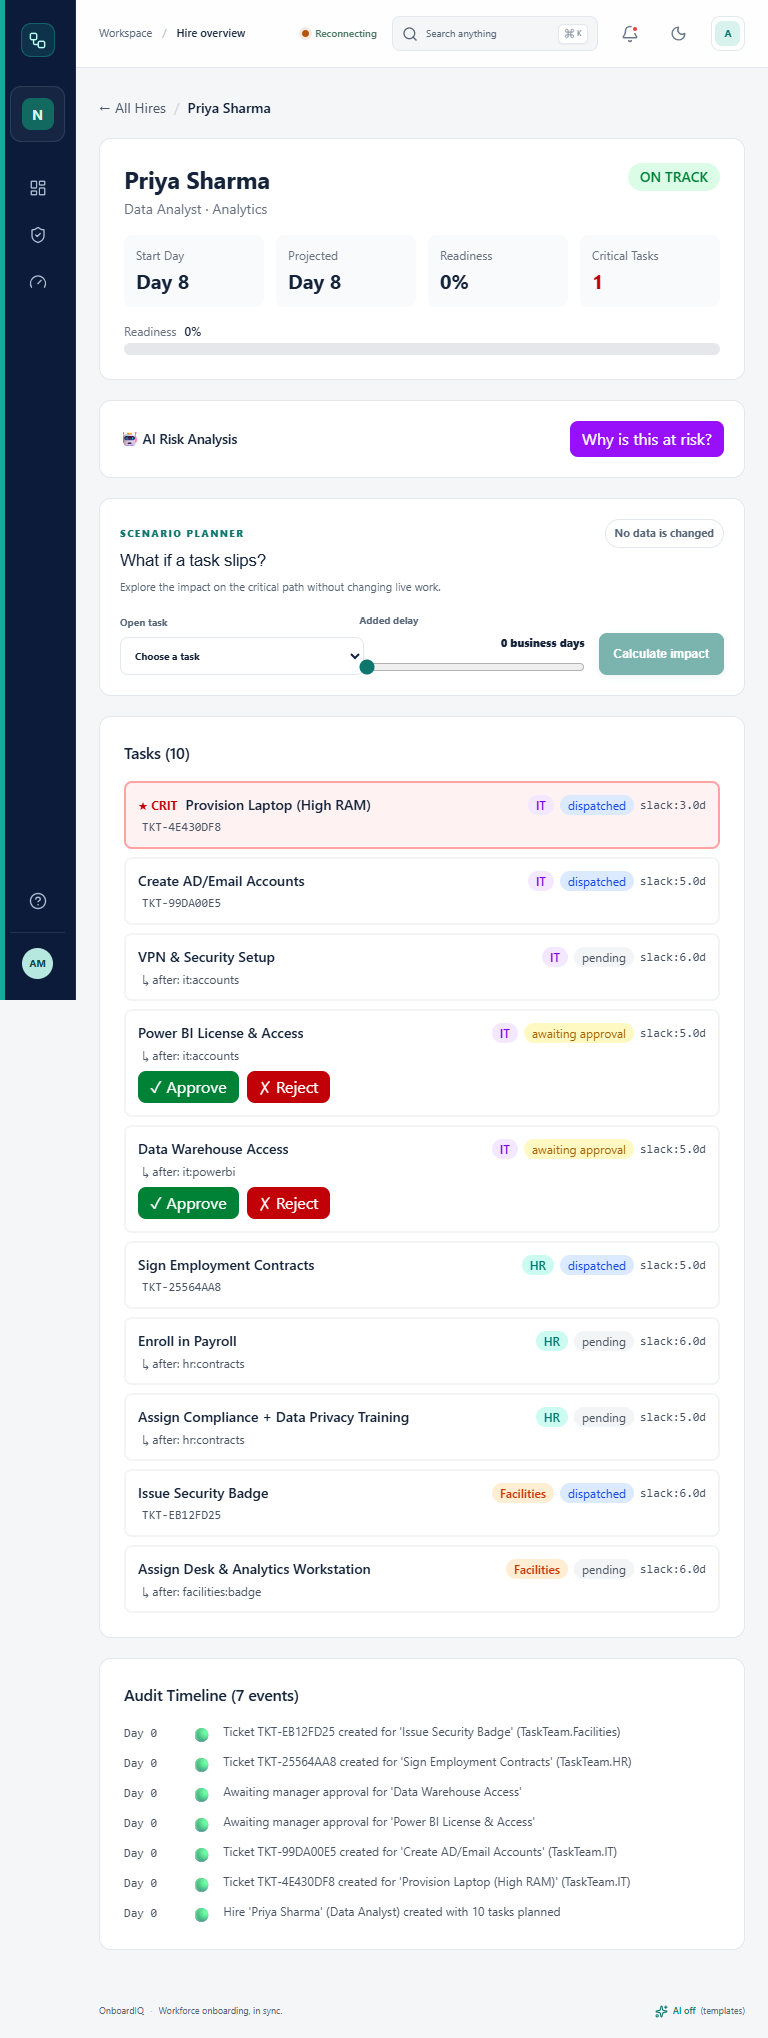 Workspace / Hire overview
Reconnecting
Search anything
⌘ K
A
N
← All Hires / Priya Sharma
Priya Sharma
ON TRACK
Data Analyst · Analytics
Start Day
Day 8
Projected
Day 8
Readiness
0%
Critical Tasks
1
Readiness 0%
AI Risk Analysis
Why is this at risk?
SCENARIO PLANNER
No data is changed
What if a task slips?
Explore the impact on the critical path without changing live work.
Open task
Choose a task
Added delay
0 business days
Calculate impact
Tasks (10)
★ CRIT Provision Laptop (High RAM) IT dispatched slack:3.0d
TKT-4E430DF8
Create AD/Email Accounts IT dispatched slack:5.0d
TKT-99DA00E5
VPN & Security Setup IT pending slack:6.0d
↳ after: it:accounts
Power BI License & Access IT awaiting approval slack:5.0d
↳ after: it:accounts
✓ Approve ✗ Reject
Data Warehouse Access IT awaiting approval slack:5.0d
↳ after: it:powerbi
✓ Approve ✗ Reject
Sign Employment Contracts HR dispatched slack:5.0d
TKT-25564AA8
Enroll in Payroll HR pending slack:6.0d
↳ after: hr:contracts
Assign Compliance + Data Privacy Training HR pending slack:5.0d
↳ after: hr:contracts
Issue Security Badge Facilities dispatched slack:6.0d
TKT-EB12FD25
Assign Desk & Analytics Workstation Facilities pending slack:6.0d
↳ after: facilities:badge
AM
Audit Timeline (7 events)
Day 0 Ticket TKT-EB12FD25 created for 'Issue Security Badge' (TaskTeam.Facilities)
Day 0 Ticket TKT-25564AA8 created for 'Sign Employment Contracts' (TaskTeam.HR)
Day 0 Awaiting manager approval for 'Data Warehouse Access'
Day 0 Awaiting manager approval for 'Power BI License & Access'
Day 0 Ticket TKT-99DA00E5 created for 'Create AD/Email Accounts' (TaskTeam.IT)
Day 0 Ticket TKT-4E430DF8 created for 'Provision Laptop (High RAM)' (TaskTeam.IT)
Day 0 Hire 'Priya Sharma' (Data Analyst) created with 10 tasks planned
OnboardIQ · Workforce onboarding, in sync.
AI off (templates)